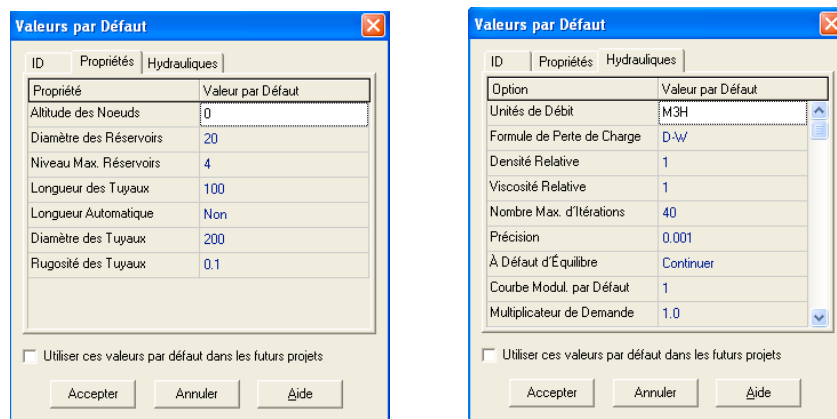 Valeurs par Défaut
ID Propriétés Hydrauliques
Propriété Valeur par Défaut
Altitude des Noeuds 0
Diamètre des Réservoirs 20
Niveau Max. Réservoirs 4
Longueur des Tuyaux 100
Longueur Automatique Non
Diamètre des Tuyaux 200
Rugosité des Tuyaux 0.1
Utiliser ces valeurs par défaut dans les futurs projets
Accepter Annuler Aide
Valeurs par Défaut
ID Propriétés Hydrauliques
Option Valeur par Défaut
Unités de Débit M3H
Formule de Perte de Charge D-W
Densité Relative 1
Viscosité Relative 1
Nombre Max. d'Itérations 40
Précision 0.001
À Défaut d'Équilibre Continuer
Courbe Modul. par Défaut 1
Multiplicateur de Demande 1.0
Utiliser ces valeurs par défaut dans les futurs projets
Accepter Annuler Aide